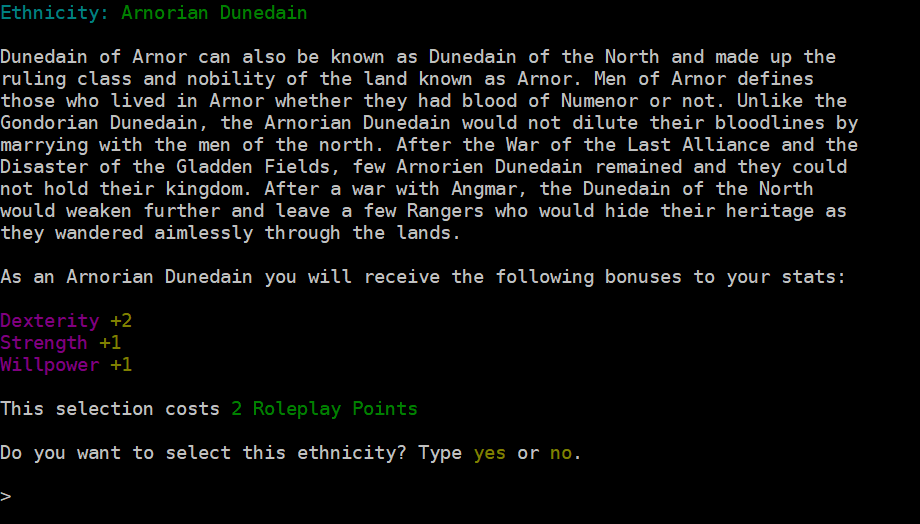 Ethnicity: Arnorian Dunedain
Dunedain of Arnor can also be known as Dunedain of the North and made up the
ruling class and nobility of the land known as Arnor. Men of Arnor defines
those who lived in Arnor whether they had blood of Numenor or not. Unlike the
Gondorian Dunedain, the Arnorian Dunedain would not dilute their bloodlines by
marrying with the men of the north. After the War of the Last Alliance and the
Disaster of the Gladden Fields, few Arnorien Dunedain remained and they could
not hold their kingdom. After a war with Angmar, the Dunedain of the North
would weaken further and leave a few Rangers who would hide their heritage as
they wandered aimlessly through the lands.
As an Arnorian Dunedain you will receive the following bonuses to your stats:
Dexterity +2
Strength +1
Willpower +1
This selection costs 2 Roleplay Points
Do you want to select this ethnicity? Type yes or no.
>